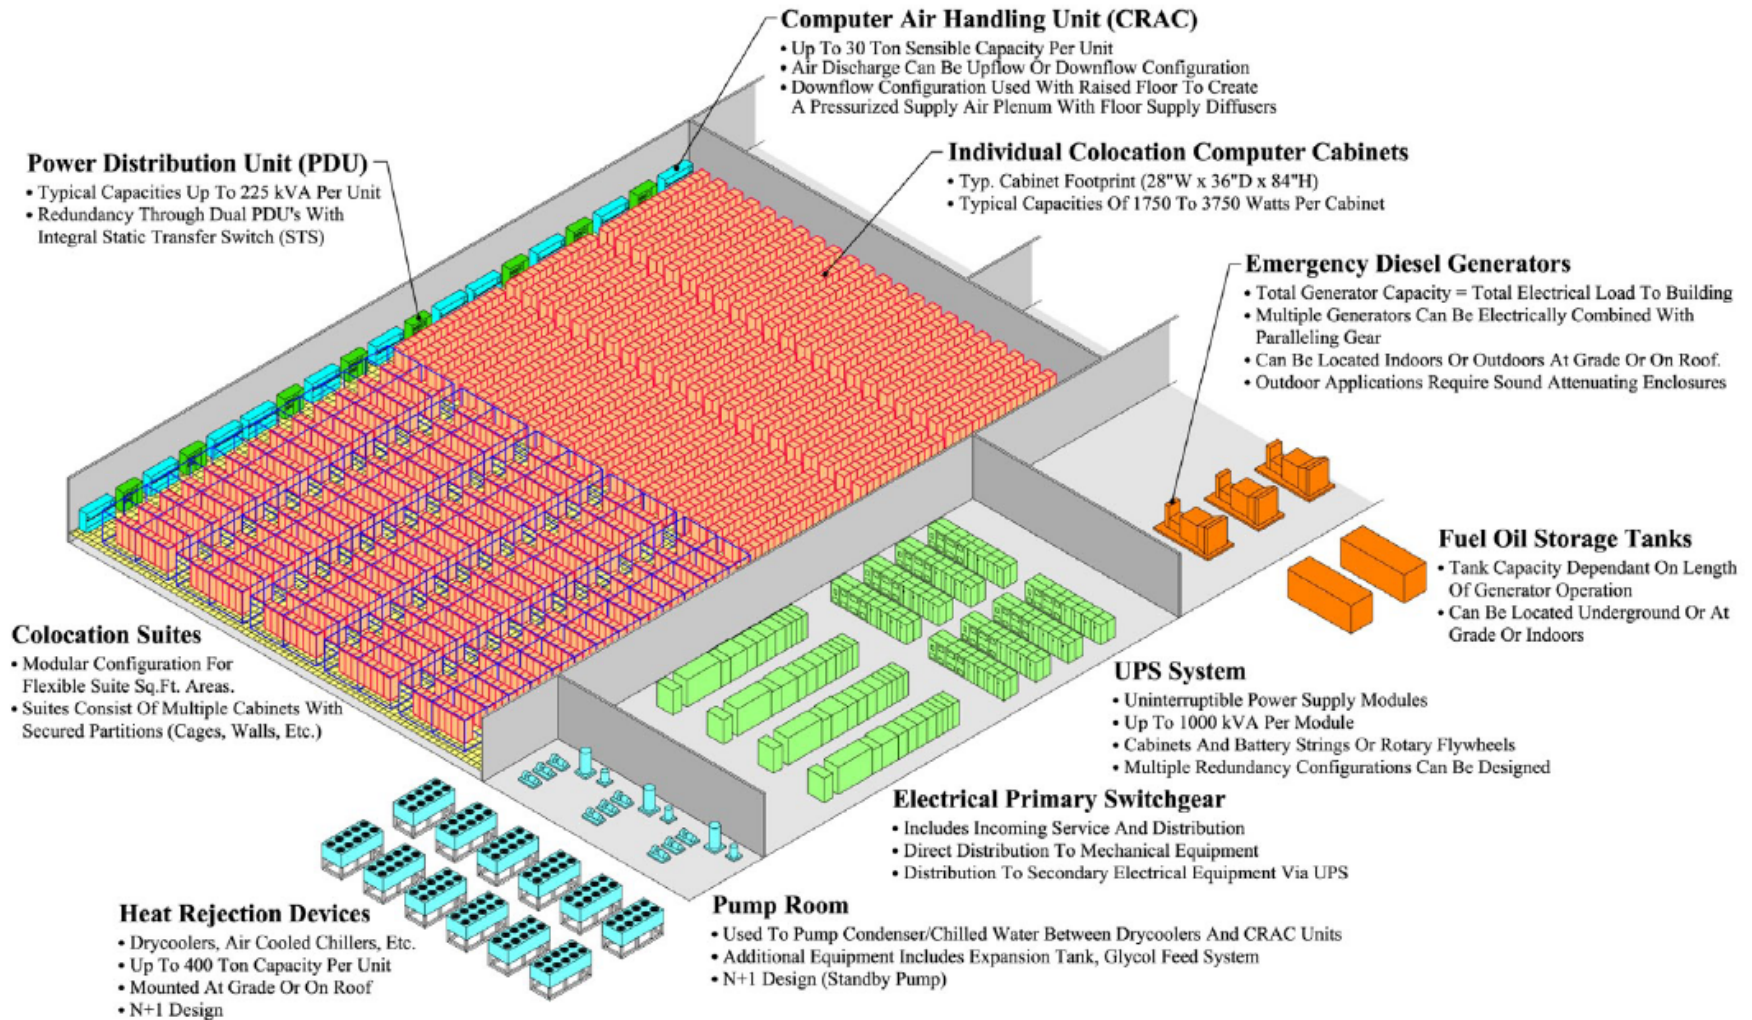 Computer Air Handling Unit (CRAC)
• Up To 30 Ton Sensible Capacity Per Unit
• Air Discharge Can Be Upflow Or Downflow Configuration
• Downflow Configuration Used With Raised Floor To Create
A Pressurized Supply Air Plenum With Floor Supply Diffusers
Power Distribution Unit (PDU)
• Typical Capacities Up To 225 kVA Per Unit
• Redundancy Through Dual PDU's With
Integral Static Transfer Switch (STS)
Individual Colocation Computer Cabinets
• Typ. Cabinet Footprint (28"W x 36"D x 84"H)
• Typical Capacities Of 1750 To 3750 Watts Per Cabinet
Emergency Diesel Generators
• Total Generator Capacity = Total Electrical Load To Building
• Multiple Generators Can Be Electrically Combined With
Paralleling Gear
• Can Be Located Indoors Or Outdoors At Grade Or On Roof.
• Outdoor Applications Require Sound Attenuating Enclosures
Fuel Oil Storage Tanks
• Tank Capacity Dependant On Length
Of Generator Operation
• Can Be Located Underground Or At
Grade Or Indoors
Colocation Suites
• Modular Configuration For
Flexible Suite Sq.Ft. Areas.
• Suites Consist Of Multiple Cabinets With
Secured Partitions (Cages, Walls, Etc.)
UPS System
• Uninterruptible Power Supply Modules
• Up To 1000 kVA Per Module
• Cabinets And Battery Strings Or Rotary Flywheels
• Multiple Redundancy Configurations Can Be Designed
Electrical Primary Switchgear
• Includes Incoming Service And Distribution
• Direct Distribution To Mechanical Equipment
• Distribution To Secondary Electrical Equipment Via UPS
Pump Room
• Used To Pump Condenser/Chilled Water Between Drycoolers And CRAC Units
• Additional Equipment Includes Expansion Tank, Glycol Feed System
• N+1 Design (Standby Pump)
Heat Rejection Devices
• Drycoolers, Air Cooled Chillers, Etc.
• Up To 400 Ton Capacity Per Unit
• Mounted At Grade Or On Roof
• N+1 Design